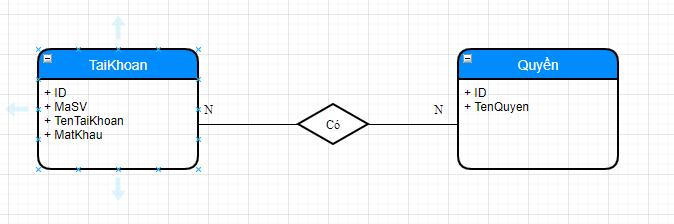 TaiKhoan
+ ID
+ MaSV
+ TenTaiKhoan
+ MatKhau
N
Có
N
Quyền
+ ID
+ TenQuyen